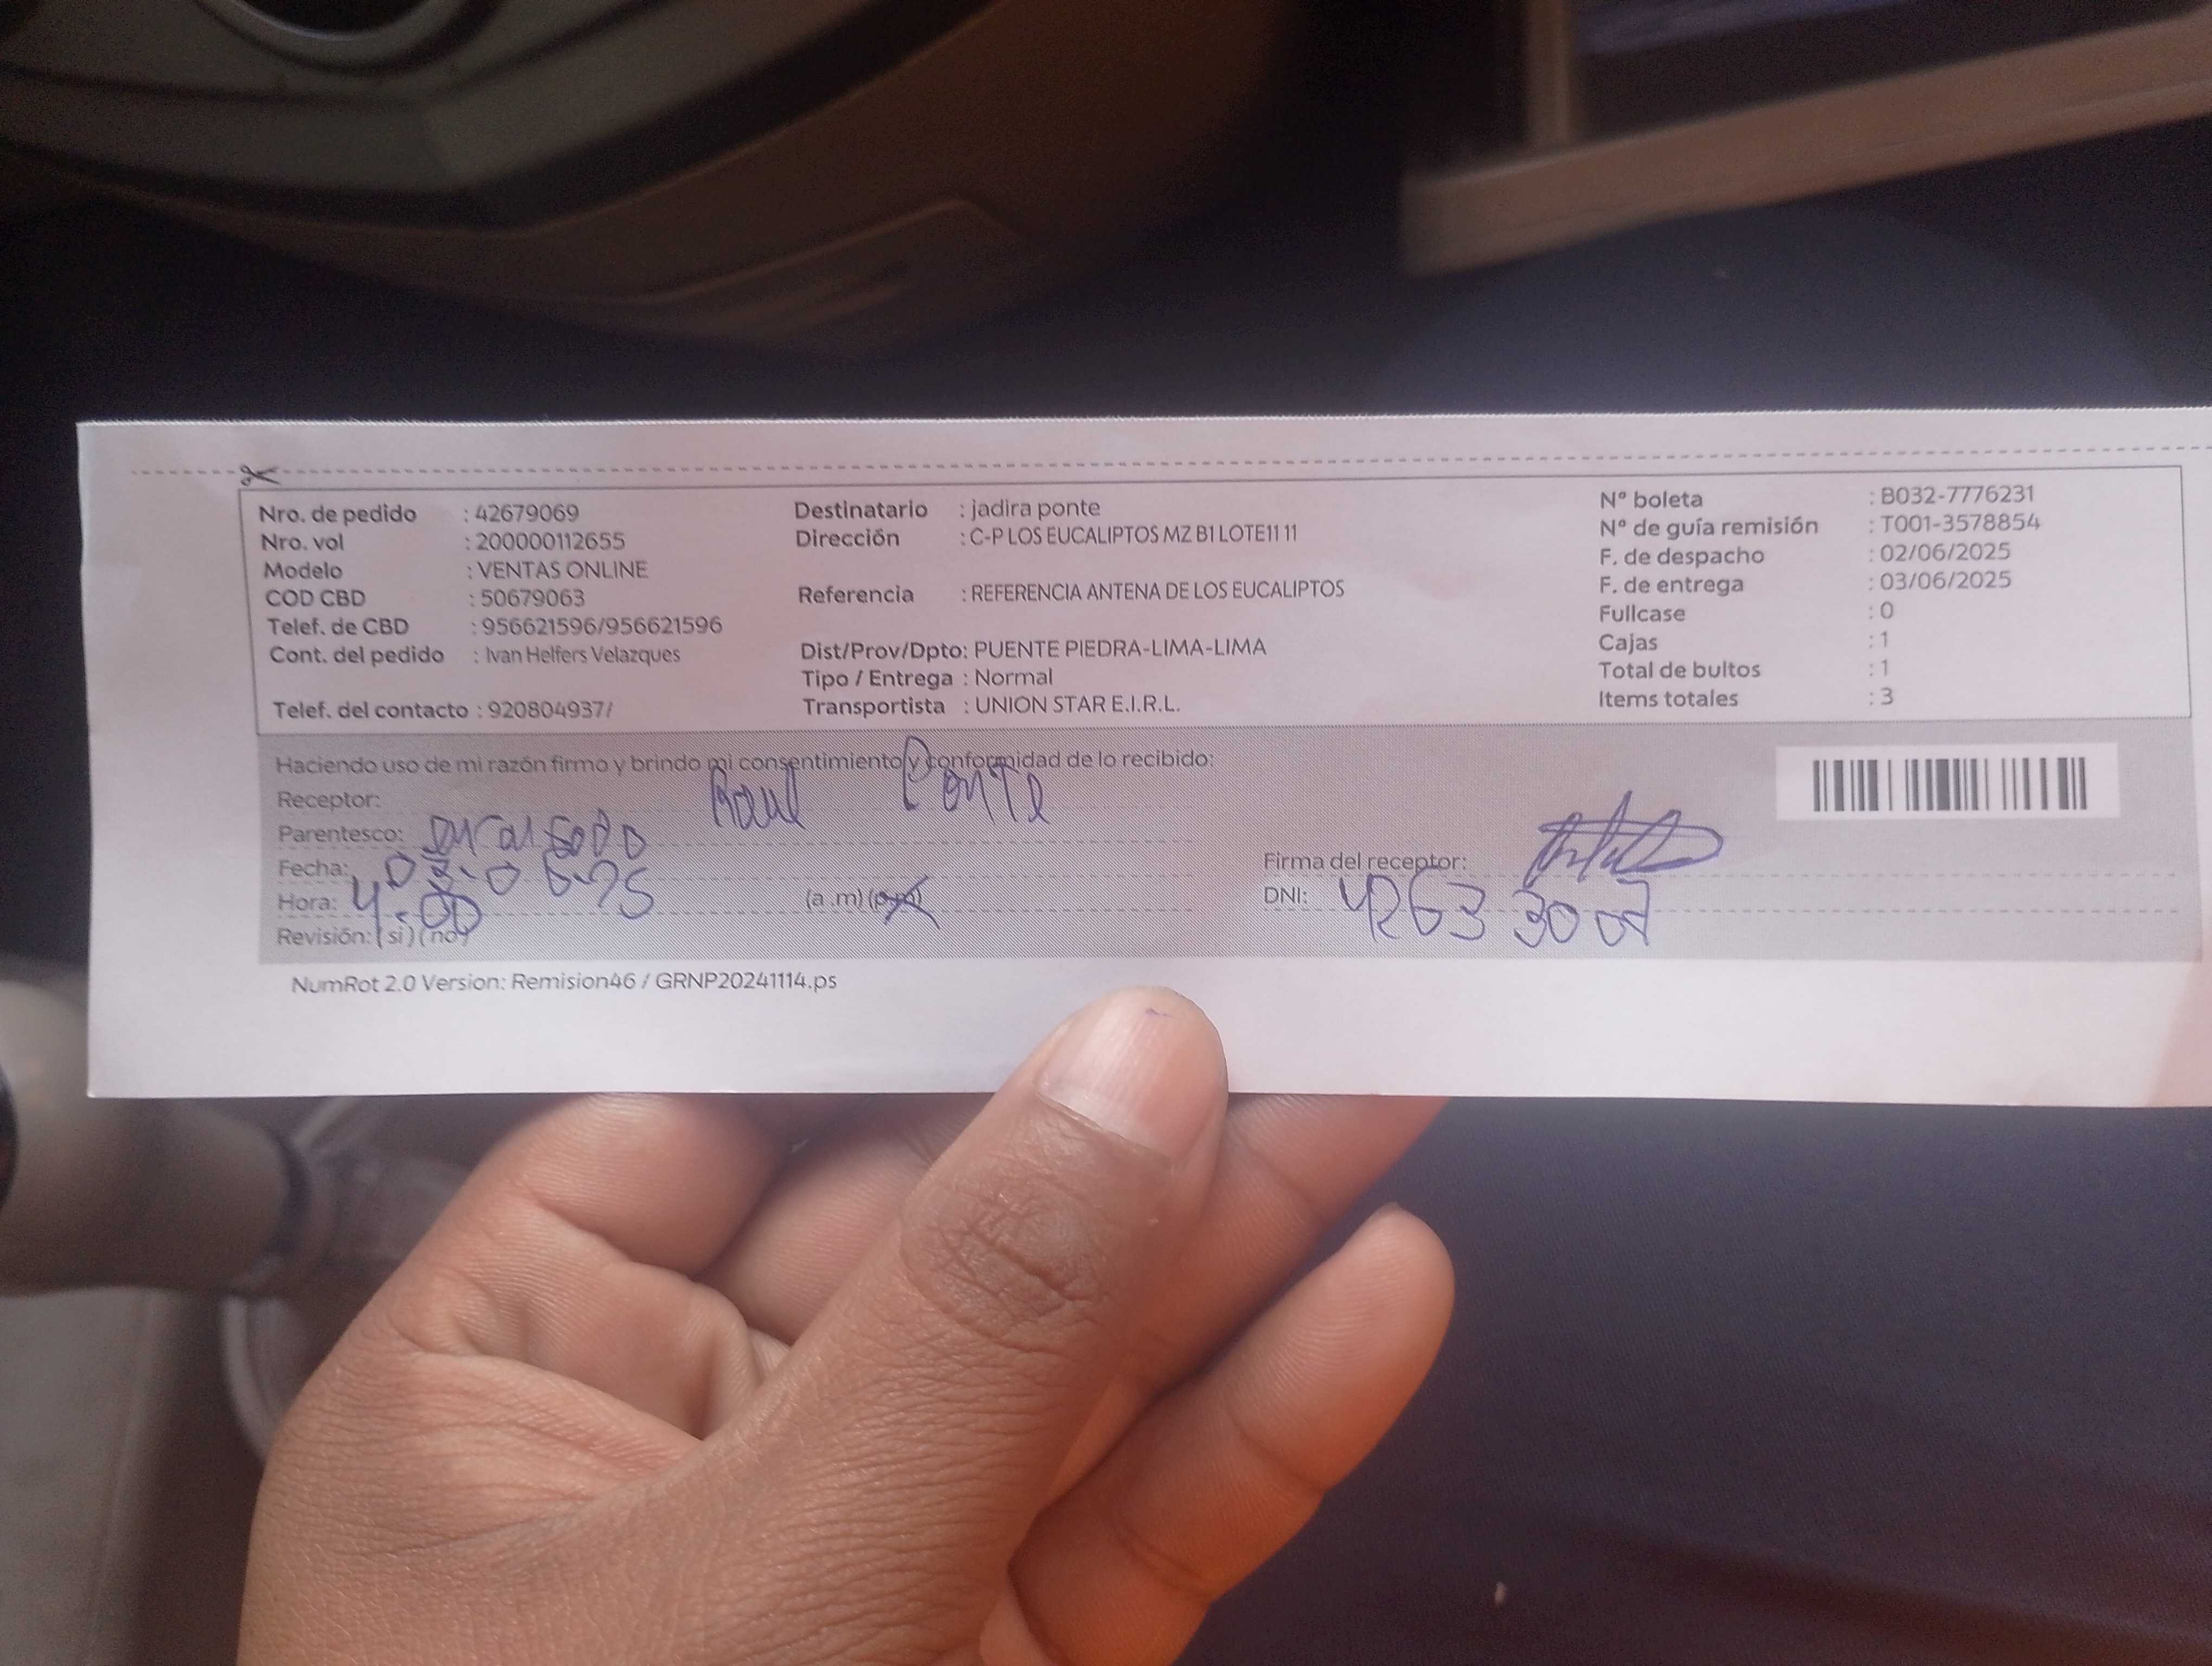 Nro. de pedido : 42679069
Nro. vol : 200000112655
Modelo : VENTAS ONLINE
COD CBD : 50679063
Telef. de CBD : 956621596/956621596
Cont. del pedido : Ivan Helfers Velazques
Telef. del contacto : 920804937/
Destinatario : jadira ponte
Dirección : C-P LOS EUCALIPTOS MZ B1 LOTE11 11
Referencia : REFERENCIA ANTENA DE LOS EUCALIPTOS
Dist/Prov/Dpto: PUENTE PIEDRA-LIMA-LIMA
Tipo / Entrega : Normal
Transportista : UNION STAR E.I.R.L.
Nº boleta : B032-7776231
Nº de guía remisión : T001-3578854
F. de despacho : 02/06/2025
F. de entrega : 03/06/2025
Fullcase : 0
Cajas : 1
Total de bultos : 1
Items totales : 3
Haciendo uso de mi razón firmo y brindo mi consentimiento y conformidad de lo recibido:
Receptor: Raul Ponte
Parentesco:
Fecha: 03-06-25
Hora: 4:00 (a.m) (p.m)
Revisión: (si) (no)
Firma del receptor:
DNI: 42633007
NumRot 2.0 Version: Remision46 / GRNP20241114.ps